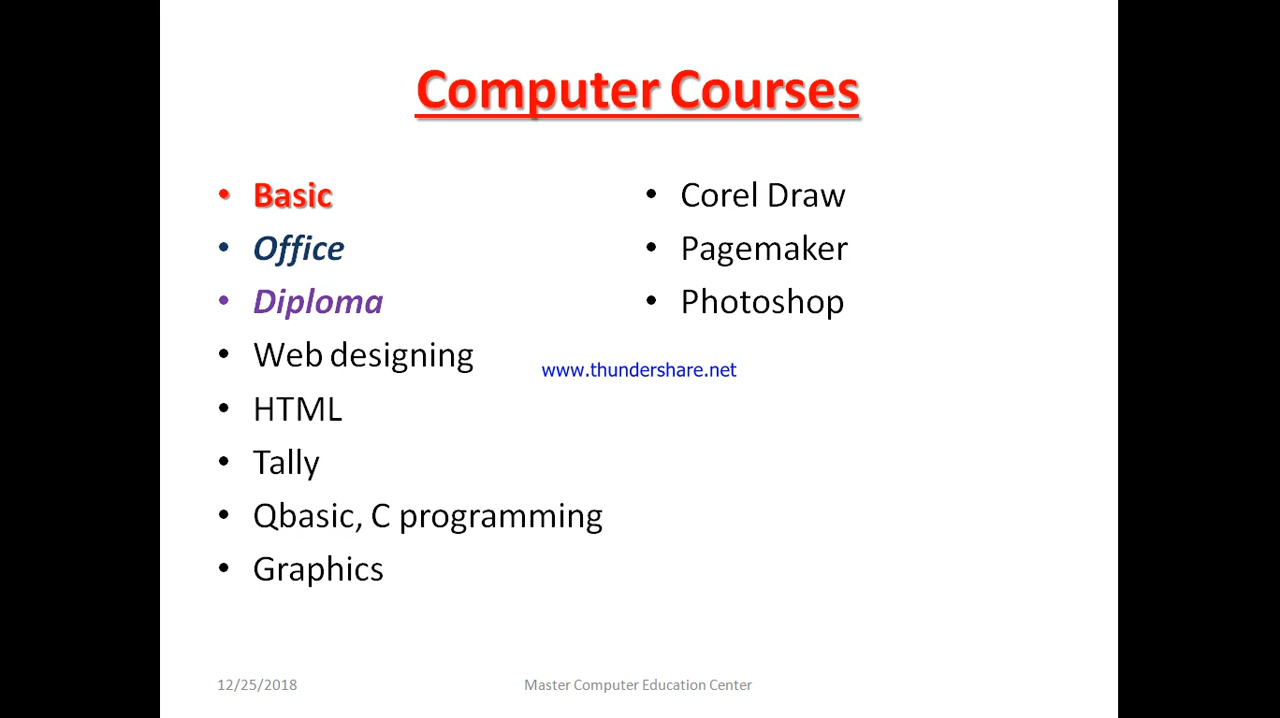 Computer Courses
• Basic
• Office
• Diploma
• Web designing
• HTML
• Tally
• Qbasic, C programming
• Graphics
• Corel Draw
• Pagemaker
• Photoshop
www.thundershare.net
12/25/2018
Master Computer Education Center